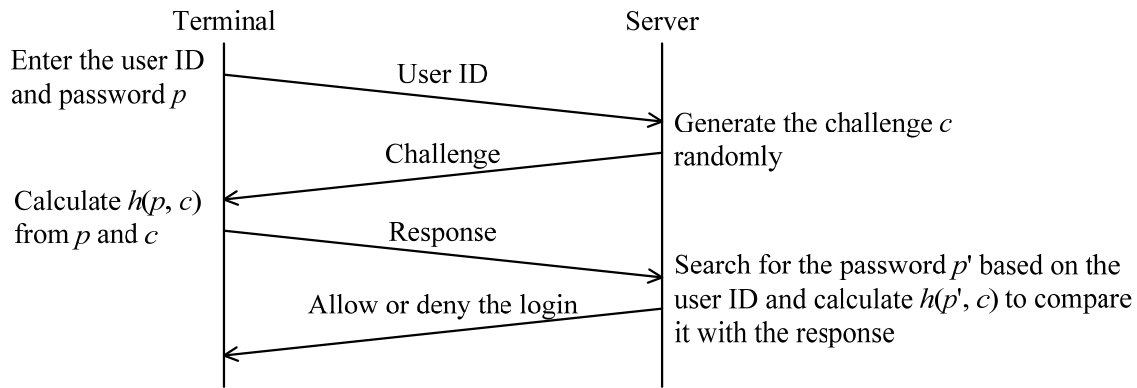 Terminal
Server
Enter the user ID
and password p
User ID
Generate the challenge c
randomly
Challenge
Calculate h(p, c)
from p and c
Response
Search for the password p' based on the
user ID and calculate h(p', c) to compare
it with the response
Allow or deny the login